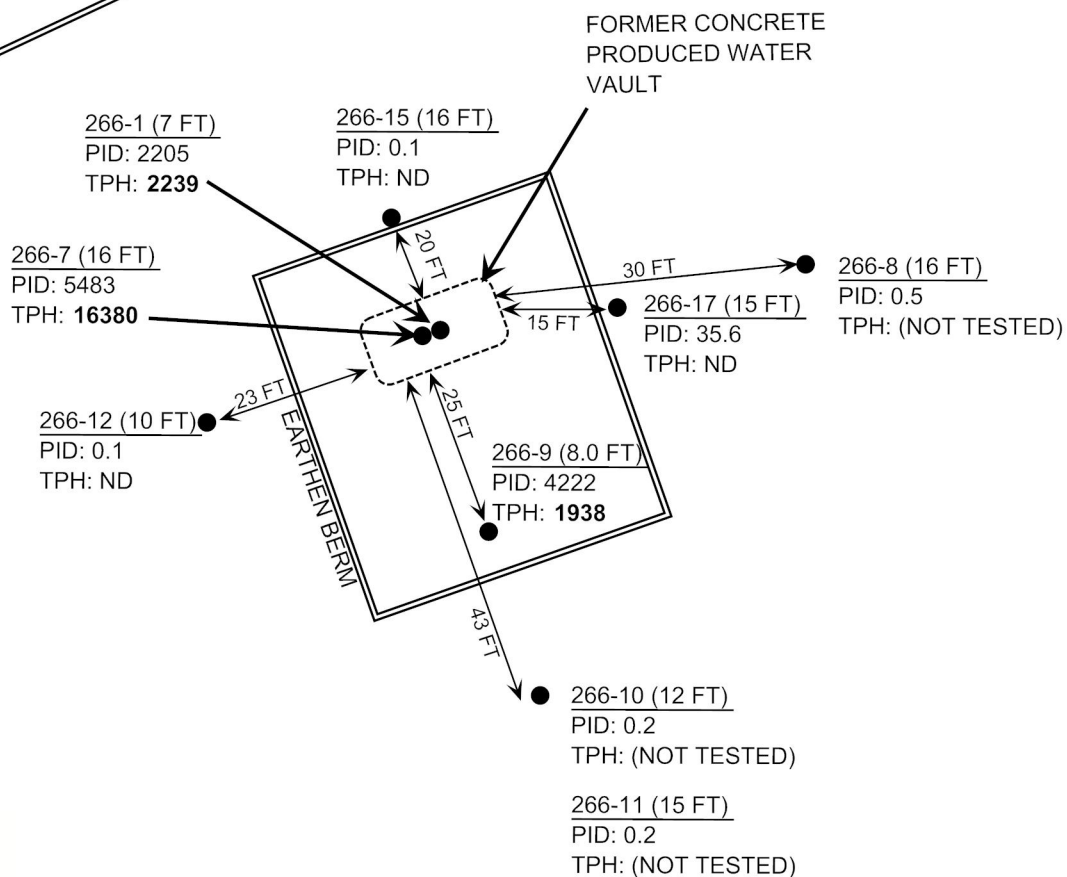 FORMER CONCRETE
PRODUCED WATER
VAULT
266-1 (7 FT)
PID: 2205
TPH: 2239
266-15 (16 FT)
PID: 0.1
TPH: ND
266-7 (16 FT)
PID: 5483
TPH: 16380
20 FT
30 FT
266-8 (16 FT)
PID: 0.5
TPH: (NOT TESTED)
15 FT
266-17 (15 FT)
PID: 35.6
TPH: ND
23 FT
266-12 (10 FT)
PID: 0.1
TPH: ND
EARTHEN BERM
25 FT
266-9 (8.0 FT)
PID: 4222
TPH: 1938
43 FT
266-10 (12 FT)
PID: 0.2
TPH: (NOT TESTED)
266-11 (15 FT)
PID: 0.2
TPH: (NOT TESTED)